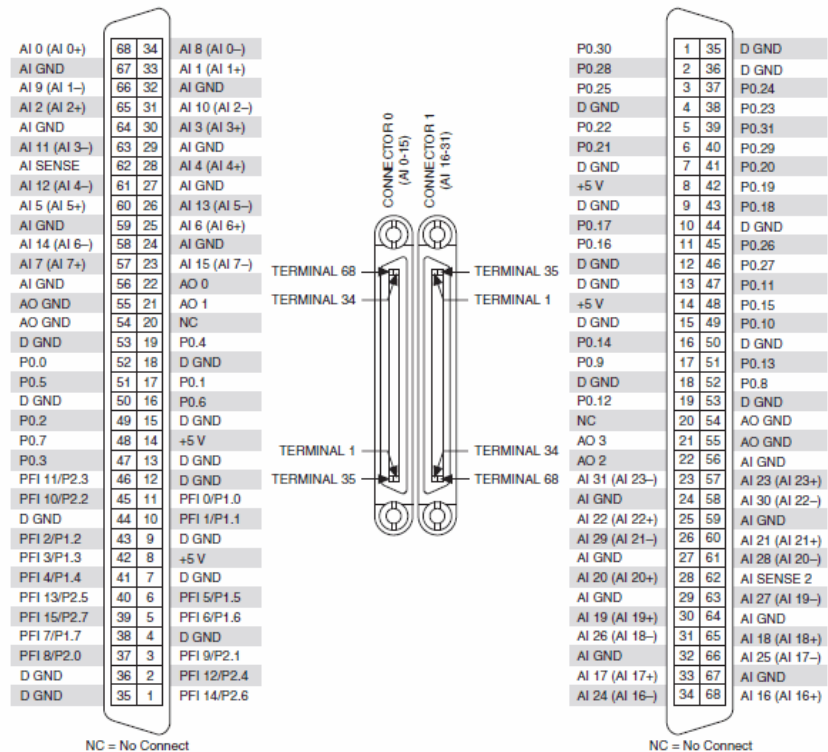 AI 0 (AI 0+) 68 34 AI 8 (AI 0–)
AI GND 67 33 AI 1 (AI 1+)
AI 9 (AI 1–) 66 32 AI GND
AI 2 (AI 2+) 65 31 AI 10 (AI 2–)
AI GND 64 30 AI 3 (AI 3+)
AI 11 (AI 3–) 63 29 AI GND
AI SENSE 62 28 AI 4 (AI 4+)
AI 12 (AI 4–) 61 27 AI GND
AI 5 (AI 5+) 60 26 AI 13 (AI 5–)
AI GND 59 25 AI 6 (AI 6+)
AI 14 (AI 6–) 58 24 AI GND
AI 7 (AI 7+) 57 23 AI 15 (AI 7–)
AI GND 56 22 AO 0
AO GND 55 21 AO 1
AO GND 54 20 NC
D GND 53 19 P0.4
P0.0 52 18 D GND
P0.5 51 17 P0.1
D GND 50 16 P0.6
P0.2 49 15 D GND
P0.7 48 14 +5 V
P0.3 47 13 D GND
PFI 11/P2.3 46 12 D GND
PFI 10/P2.2 45 11 PFI 0/P1.0
D GND 44 10 PFI 1/P1.1
PFI 2/P1.2 43 9 D GND
PFI 3/P1.3 42 8 +5 V
PFI 4/P1.4 41 7 D GND
PFI 13/P2.5 40 6 PFI 5/P1.5
PFI 15/P2.7 39 5 PFI 6/P1.6
PFI 7/P1.7 38 4 D GND
PFI 8/P2.0 37 3 PFI 9/P2.1
D GND 36 2 PFI 12/P2.4
D GND 35 1 PFI 14/P2.6
NC = No Connect
CONNECTOR 0
(AI 0-15)
CONNECTOR 1
(AI 16-31)
TERMINAL 68
TERMINAL 34
TERMINAL 35
TERMINAL 1
TERMINAL 1
TERMINAL 35
TERMINAL 34
TERMINAL 68
P0.30 1 35 D GND
P0.28 2 36 D GND
P0.25 3 37 P0.24
D GND 4 38 P0.23
P0.22 5 39 P0.31
P0.21 6 40 P0.29
D GND 7 41 P0.20
+5 V 8 42 P0.19
D GND 9 43 P0.18
P0.17 10 44 D GND
P0.16 11 45 P0.26
D GND 12 46 P0.27
D GND 13 47 P0.11
+5 V 14 48 P0.15
D GND 15 49 P0.10
P0.14 16 50 D GND
P0.9 17 51 P0.13
D GND 18 52 P0.8
P0.12 19 53 D GND
NC 20 54 AO GND
AO 3 21 55 AO GND
AO 2 22 56 AI GND
AI 31 (AI 23–) 23 57 AI 23 (AI 23+)
AI GND 24 58 AI 30 (AI 22–)
AI 22 (AI 22+) 25 59 AI GND
AI 29 (AI 21–) 26 60 AI 21 (AI 21+)
AI GND 27 61 AI 28 (AI 20–)
AI 20 (AI 20+) 28 62 AI SENSE 2
AI GND 29 63 AI 27 (AI 19–)
AI 19 (AI 19+) 30 64 AI GND
AI 26 (AI 18–) 31 65 AI 18 (AI 18+)
AI GND 32 66 AI 25 (AI 17–)
AI 17 (AI 17+) 33 67 AI GND
AI 24 (AI 16–) 34 68 AI 16 (AI 16+)
NC = No Connect